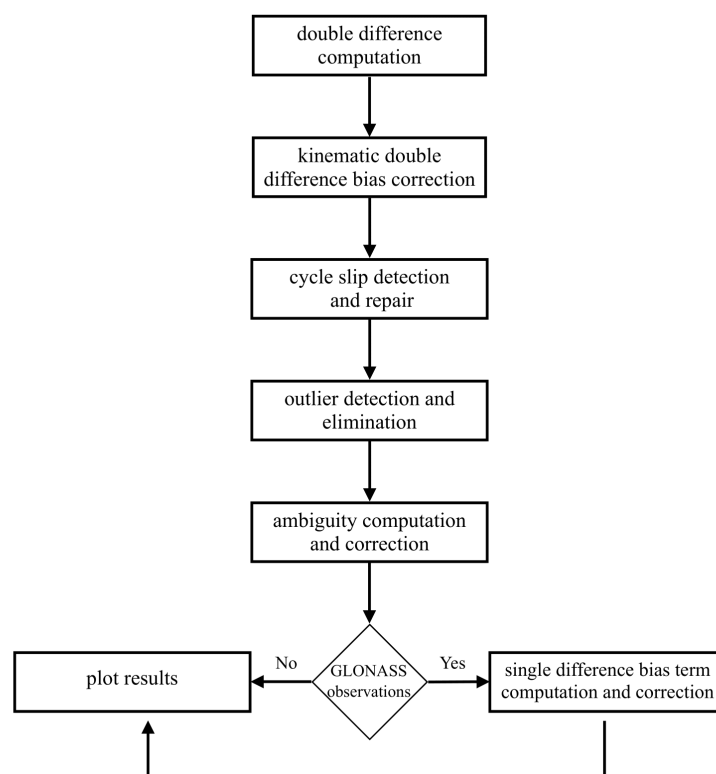 double difference
computation
kinematic double
difference bias correction
cycle slip detection
and repair
outlier detection and
elimination
ambiguity computation
and correction
plot results
No
GLONASS
observations
Yes
single difference bias term
computation and correction